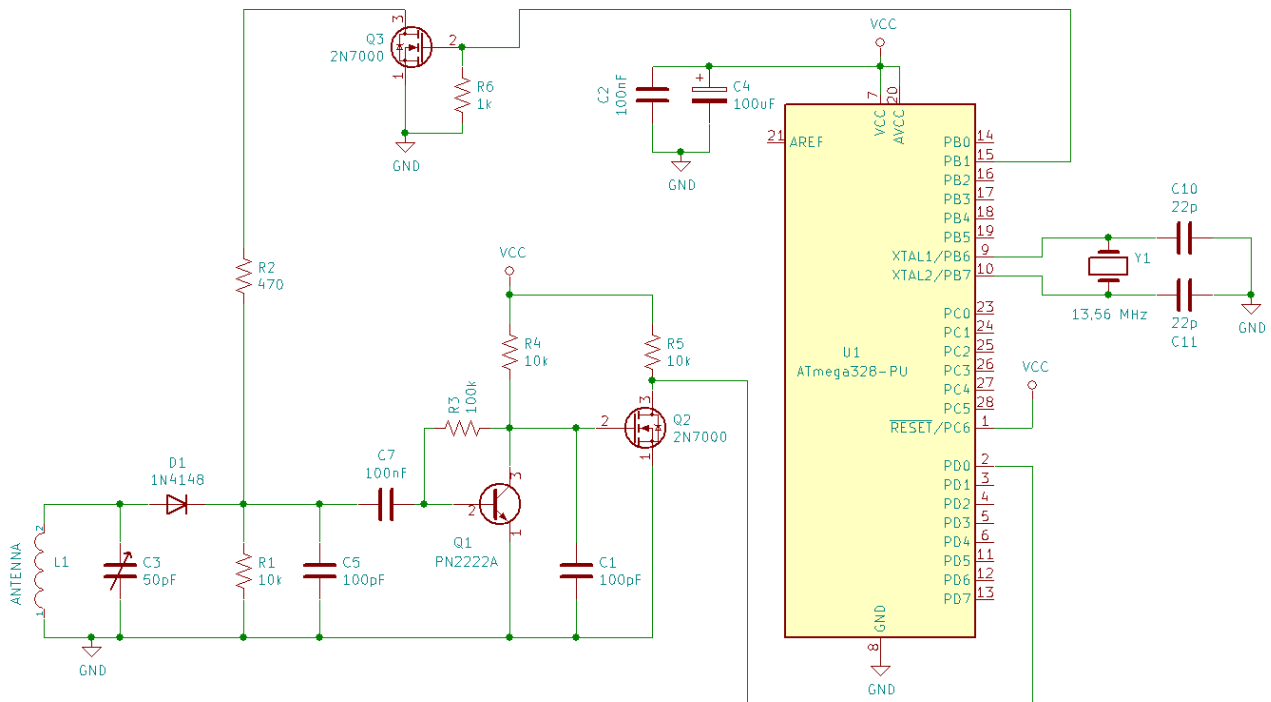 3
Q3
2N7000
2
1
R6
1k
GND
VCC
C2
100nF
+
C4
100uF
GND
7
20
VCC
AVCC
21
AREF
PB0
14
PB1
15
PB2
16
PB3
17
PB4
18
PB5
19
XTAL1/PB6
9
XTAL2/PB7
10
PC0
23
PC1
24
PC2
25
PC3
26
PC4
27
PC5
28
RESET/PC6
1
PD0
2
PD1
3
PD2
4
PD3
5
PD4
6
PD5
11
PD6
12
PD7
13
U1
ATmega328-PU
GND
8
GND
C10
22p
Y1
13,56 MHz
22p
C11
GND
VCC
R2
470
VCC
R4
10k
R5
10k
R3
100k
3
2
Q2
2N7000
1
D1
1N4148
C7
100nF
3
2
Q1
1
PN2222A
ANTENNA
2
L1
1
C3
50pF
R1
10k
C5
100pF
C1
100pF
GND